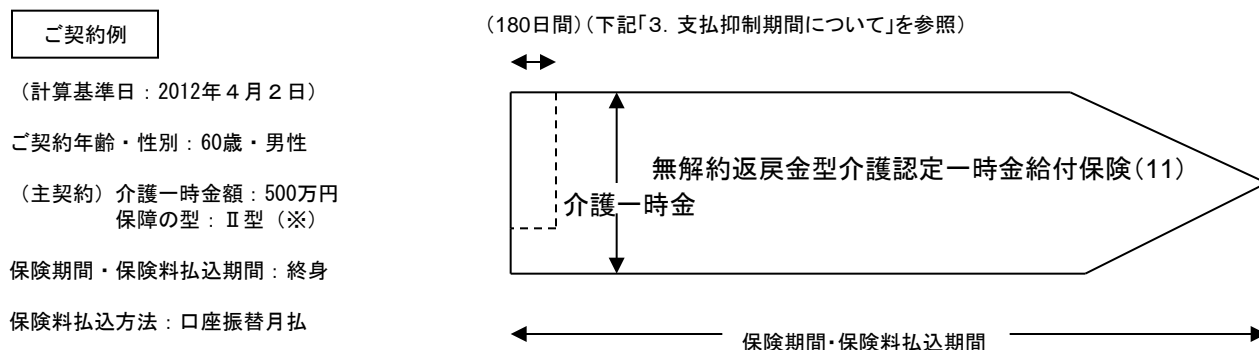 ご契約例
（計算基準日：2012年４月２日）
ご契約年齢・性別：60歳・男性
（主契約）介護一時金額：500万円
保障の型：Ⅱ型（※）
保険期間・保険料払込期間：終身
保険料払込方法：口座振替月払
（180日間）（下記「３．支払抑制期間について」を参照）
無解約返戻金型介護認定一時金給付保険（11）
介護一時金
保険期間・保険料払込期間